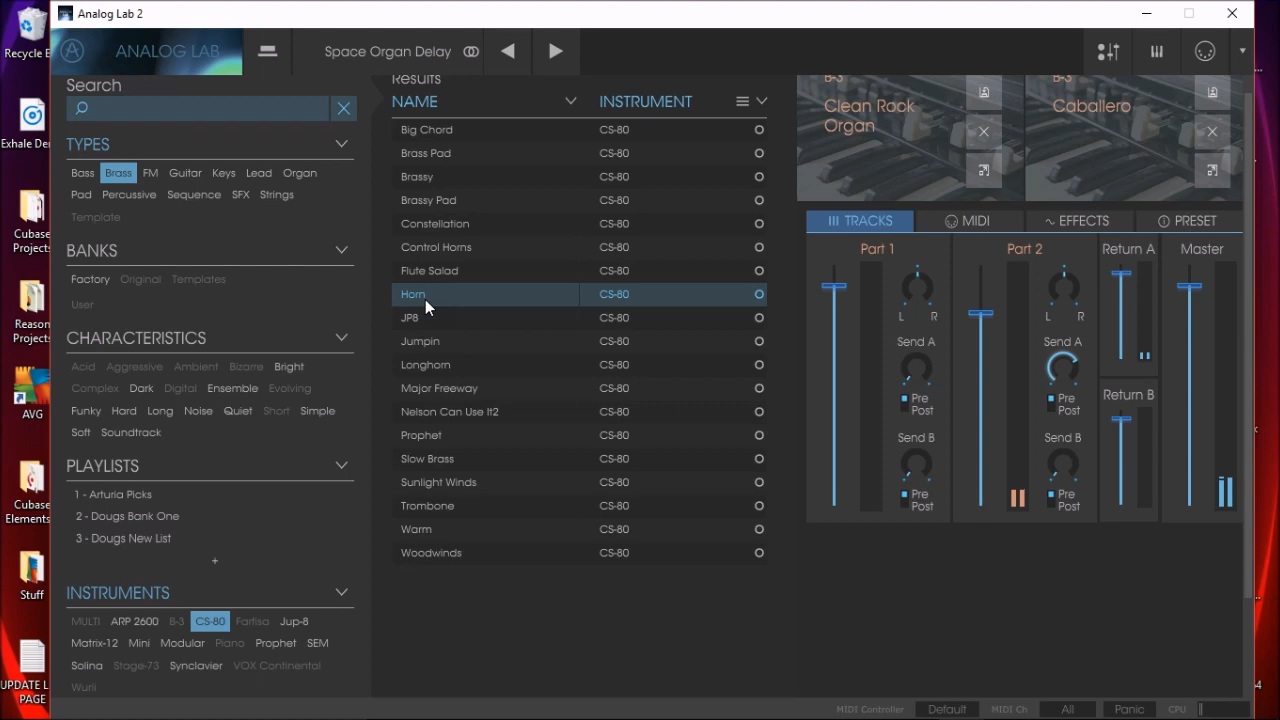 Analog Lab 2
ANALOG LAB
Space Organ Delay
Recycle B
Exhale De
Cubase
Projects
Reason
Projects
AVG
Cubase
Elements
Stuff
UPDATE L
PAGE
Search
TYPES
Bass Brass FM Guitar Keys Lead Organ
Pad Percussive Sequence SFX Strings
Template
BANKS
Factory Original Templates
User
CHARACTERISTICS
Acid Aggressive Ambient Bizarre Bright
Complex Dark Digital Ensemble Evolving
Funky Hard Long Noise Quiet Short Simple
Soft Soundtrack
PLAYLISTS
1 - Arturia Picks
2 - Dougs Bank One
3 - Dougs New List
+
INSTRUMENTS
MULTI ARP 2600 B-3 CS-80 Farfisa Jup-8
Matrix-12 Mini Modular Piano Prophet SEM
Solina Stage-73 Synclavier VOX Continental
Wurli
Results
NAME INSTRUMENT
Big Chord CS-80
Brass Pad CS-80
Brassy CS-80
Brassy Pad CS-80
Constellation CS-80
Control Horns CS-80
Flute Salad CS-80
Horn CS-80
JP8 CS-80
Jumpin CS-80
Longhorn CS-80
Major Freeway CS-80
Nelson Can Use It2 CS-80
Prophet CS-80
Slow Brass CS-80
Sunlight Winds CS-80
Trombone CS-80
Warm CS-80
Woodwinds CS-80
B-3
Clean Rock
Organ
B-3
Caballero
TRACKS MIDI EFFECTS PRESET
Part 1 Part 2 Return A Master
L R L R
Send A Send A
Pre Pre
Post Post
Return B
Send B Send B
Pre Pre
Post Post
MIDI Controller Default MIDI Ch All Panic CPU